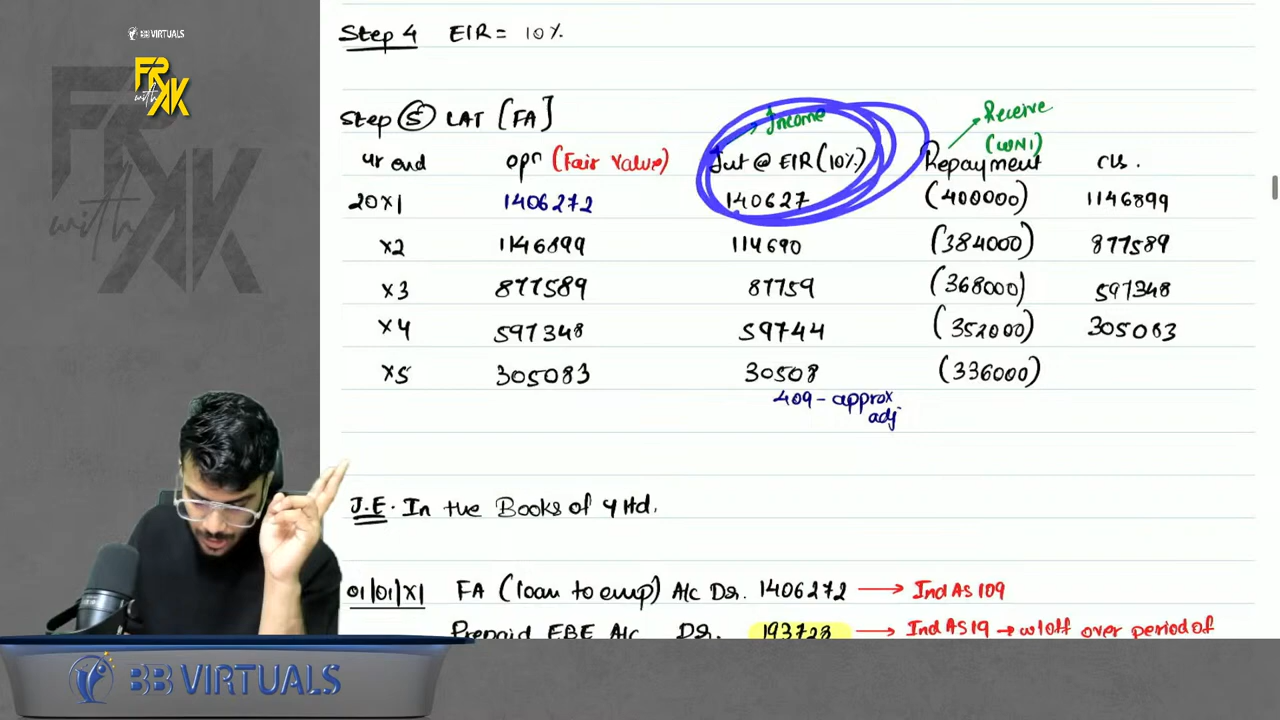 BB VIRTUALS
FR with AK
FR with AK
Step 4 EIR = 10%
Step 5 LAT [FA]
Income
Receive (CWNI)
yr end opn (Fair Value) Int @ EIR (10%) Repayment cls.
20X1 1406272 140627 (400000) 1146899
X2 1146899 114690 (384000) 877589
X3 877589 87759 (368000) 597348
X4 597348 59744 (352000) 305083
X5 305083 30508 (336000)
409 - approx
adj
J.E. In the Books of Y Ltd.
01/01/X1 FA (loan to emp) A/c Dr. 1406272 → Ind AS 109
Prepaid EBE A/c Dr. 193728 → Ind AS 19 → w/off over period of
BB VIRTUALS